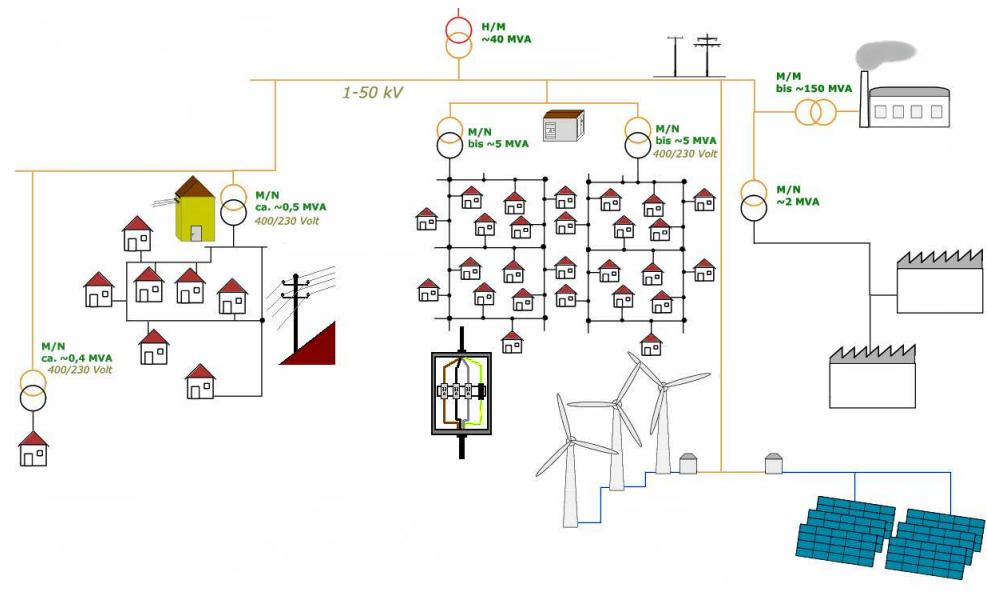 H/M
~40 MVA
1-50 kV
M/M
bis ~150 MVA
M/N
bis ~5 MVA
M/N
bis ~5 MVA
400/230 Volt
M/N
ca. ~0,5 MVA
400/230 Volt
M/N
~2 MVA
M/N
ca. ~0,4 MVA
400/230 Volt